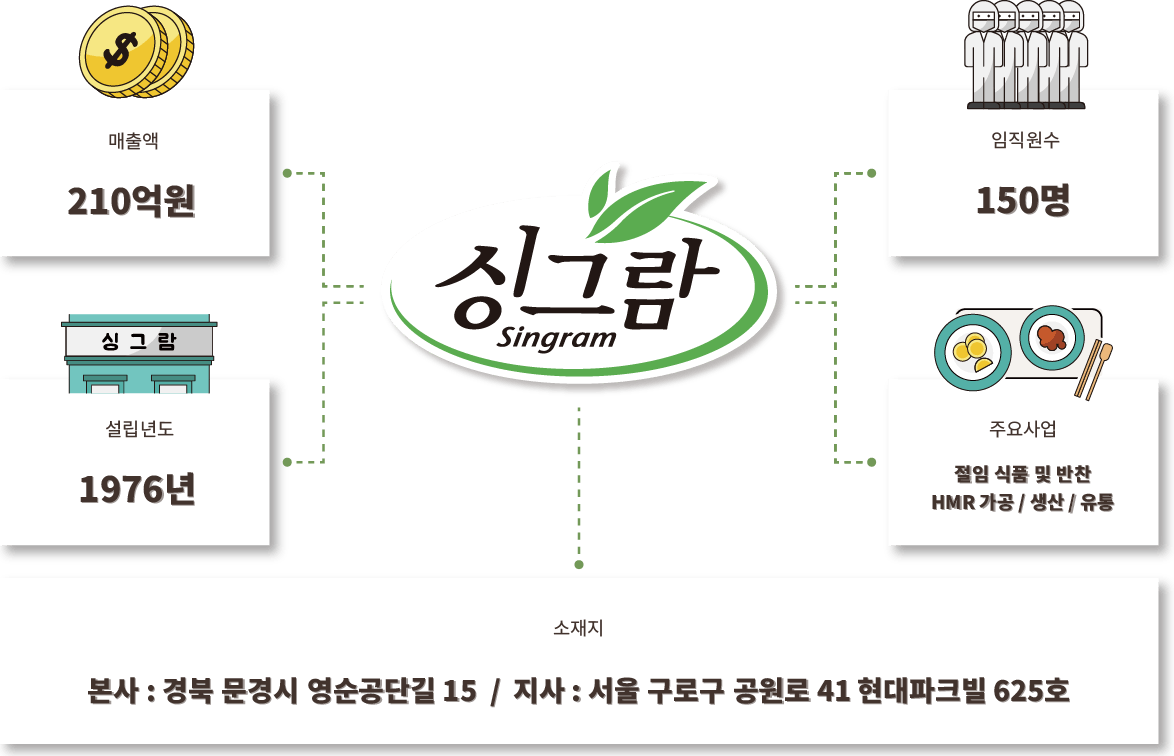 매출액
210억원
임직원수
150명
싱그람
Singram
싱그람
설립년도
1976년
주요사업
절임 식품 및 반찬
HMR 가공 / 생산 / 유통
소재지
본사 : 경북 문경시 영순공단길 15 / 지사 : 서울 구로구 공원로 41 현대파크빌 625호